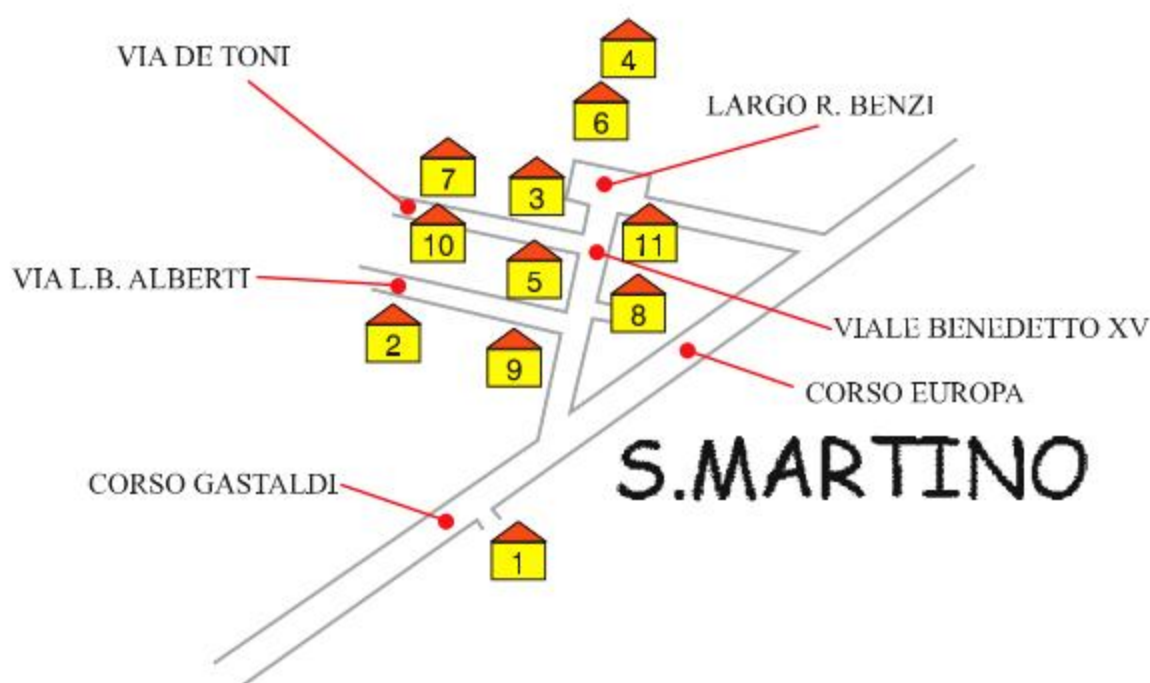 4
VIA DE TONI
LARGO R. BENZI
6
7
3
10
11
VIA L.B. ALBERTI
5
8
VIALE BENEDETTO XV
2
9
CORSO EUROPA
S.MARTINO
CORSO GASTALDI
1